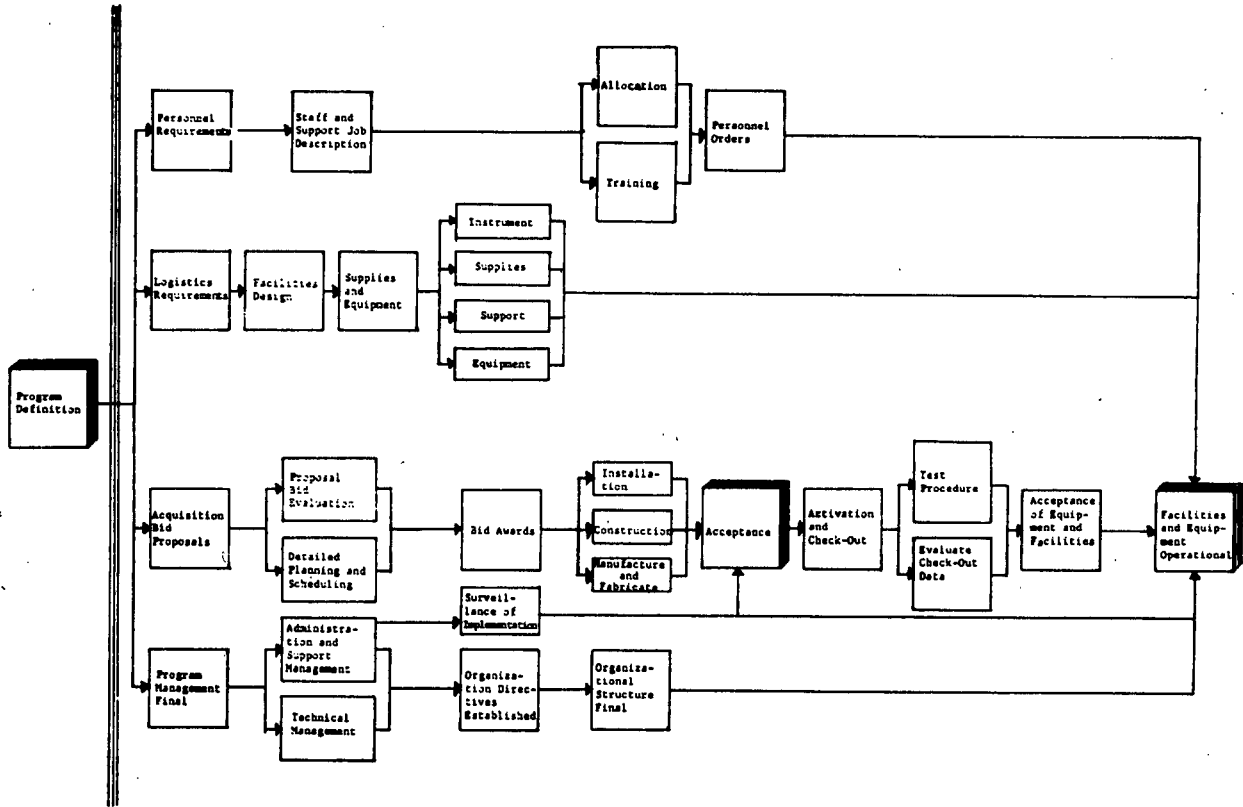 Program
Definition
Personnel
Requirements
Staff and
Support Job
Description
Allocation
Training
Personnel
Orders
Logistics
Requirements
Facilities
Design
Supplies
and
Equipment
Instrument
Supplies
Support
Equipment
Acquisition
Bid
Proposals
Proposal
Bid
Evaluation
Detailed
Planning and
Scheduling
Bid Awards
Installa-
tion
Construction
Manufacture
and
Fabricate
Acceptance
Activation
and
Check-Out
Test
Procedure
Evaluate
Check-Out
Data
Acceptance
of Equip-
ment and
Facilities
Facilities
and Equip-
ment
Operational
Program
Management
Final
Administra-
tion and
Support
Management
Technical
Management
Surveil-
lance of
Implementation
Organiza-
tion Direc-
tives
Established
Organiza-
tional
Structure
Final